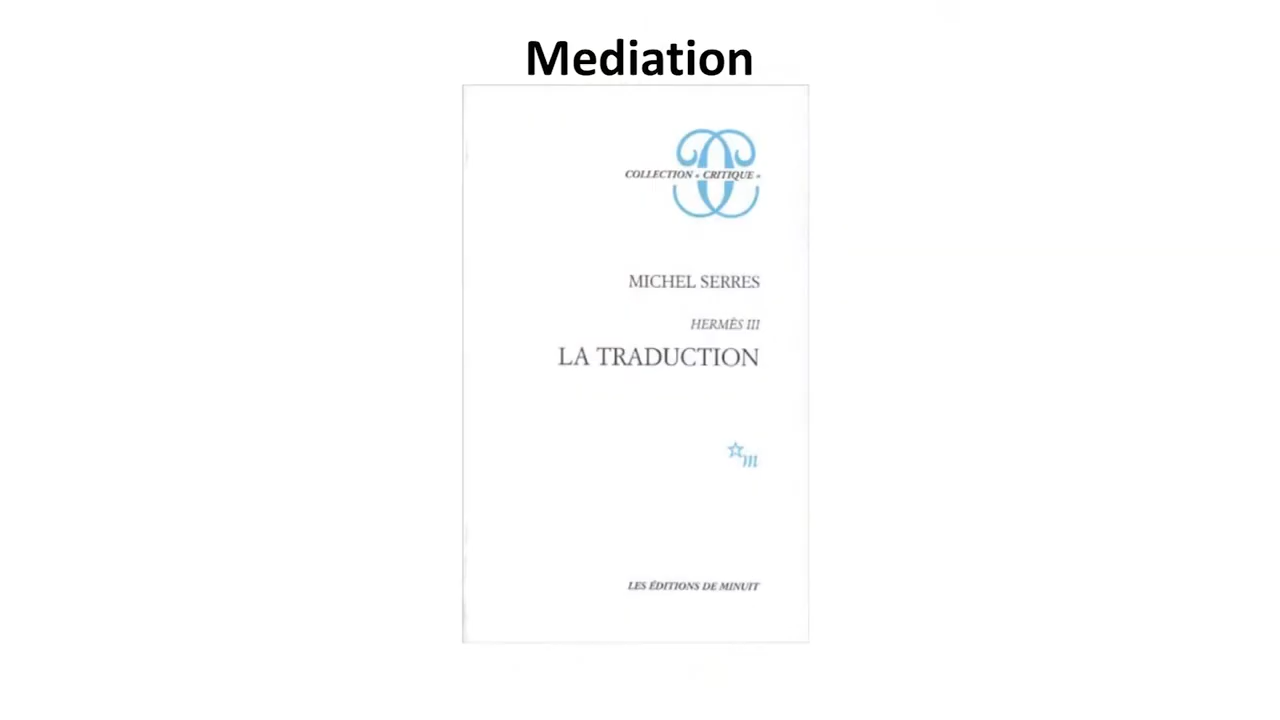 Mediation
COLLECTION « CRITIQUE »
MICHEL SERRES
HERMÈS III
LA TRADUCTION
m
LES ÉDITIONS DE MINUIT